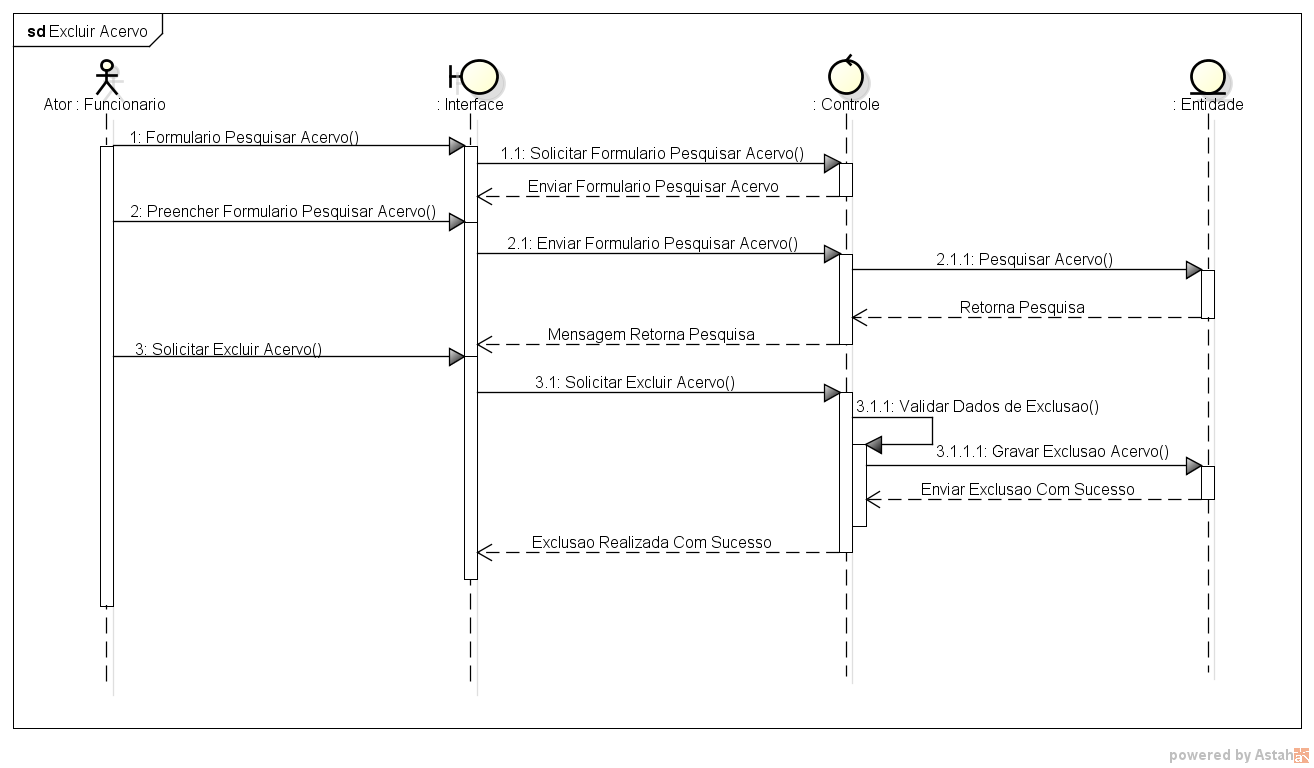 sd Excluir Acervo
Ator : Funcionario
: Interface
: Controle
: Entidade
1: Formulario Pesquisar Acervo()
1.1: Solicitar Formulario Pesquisar Acervo()
Enviar Formulario Pesquisar Acervo
2: Preencher Formulario Pesquisar Acervo()
2.1: Enviar Formulario Pesquisar Acervo()
2.1.1: Pesquisar Acervo()
Retorna Pesquisa
Mensagem Retorna Pesquisa
3: Solicitar Excluir Acervo()
3.1: Solicitar Excluir Acervo()
3.1.1: Validar Dados de Exclusao()
3.1.1.1: Gravar Exclusao Acervo()
Enviar Exclusao Com Sucesso
Exclusao Realizada Com Sucesso
powered by Astah